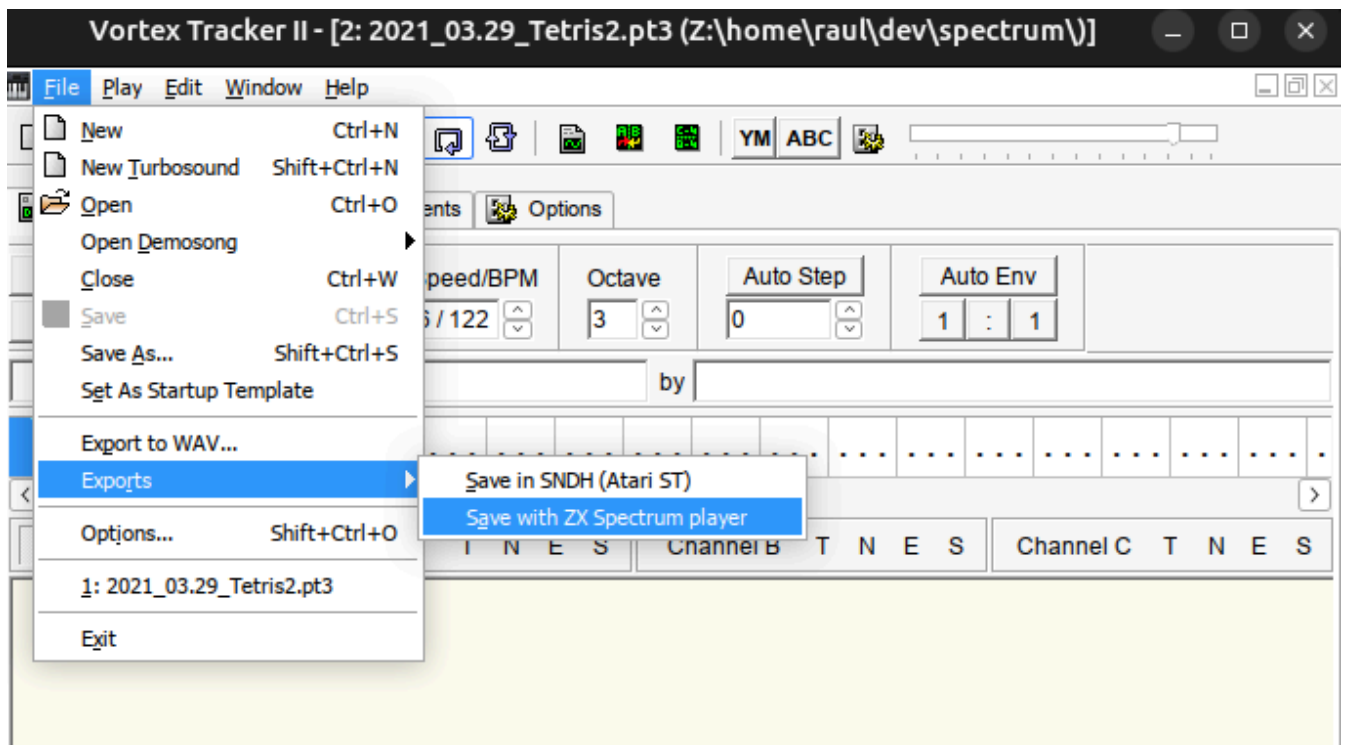 Vortex Tracker II - [2: 2021_03.29_Tetris2.pt3 (Z:\home\raul\dev\spectrum\)]
File Play Edit Window Help
New Ctrl+N
YM ABC
New Turbosound Shift+Ctrl+N
Open Ctrl+O
ents Options
Open Demosong
Close Ctrl+W
peed/BPM Octave Auto Step Auto Env
Save Ctrl+S
/ 122 3 0 1 : 1
Save As... Shift+Ctrl+S
Set As Startup Template
by
Export to WAV...
Exports
Save in SNDH (Atari ST)
Save with ZX Spectrum player
Options... Shift+Ctrl+O
T N E S Channel B T N E S Channel C T N E S
1: 2021_03.29_Tetris2.pt3
Exit